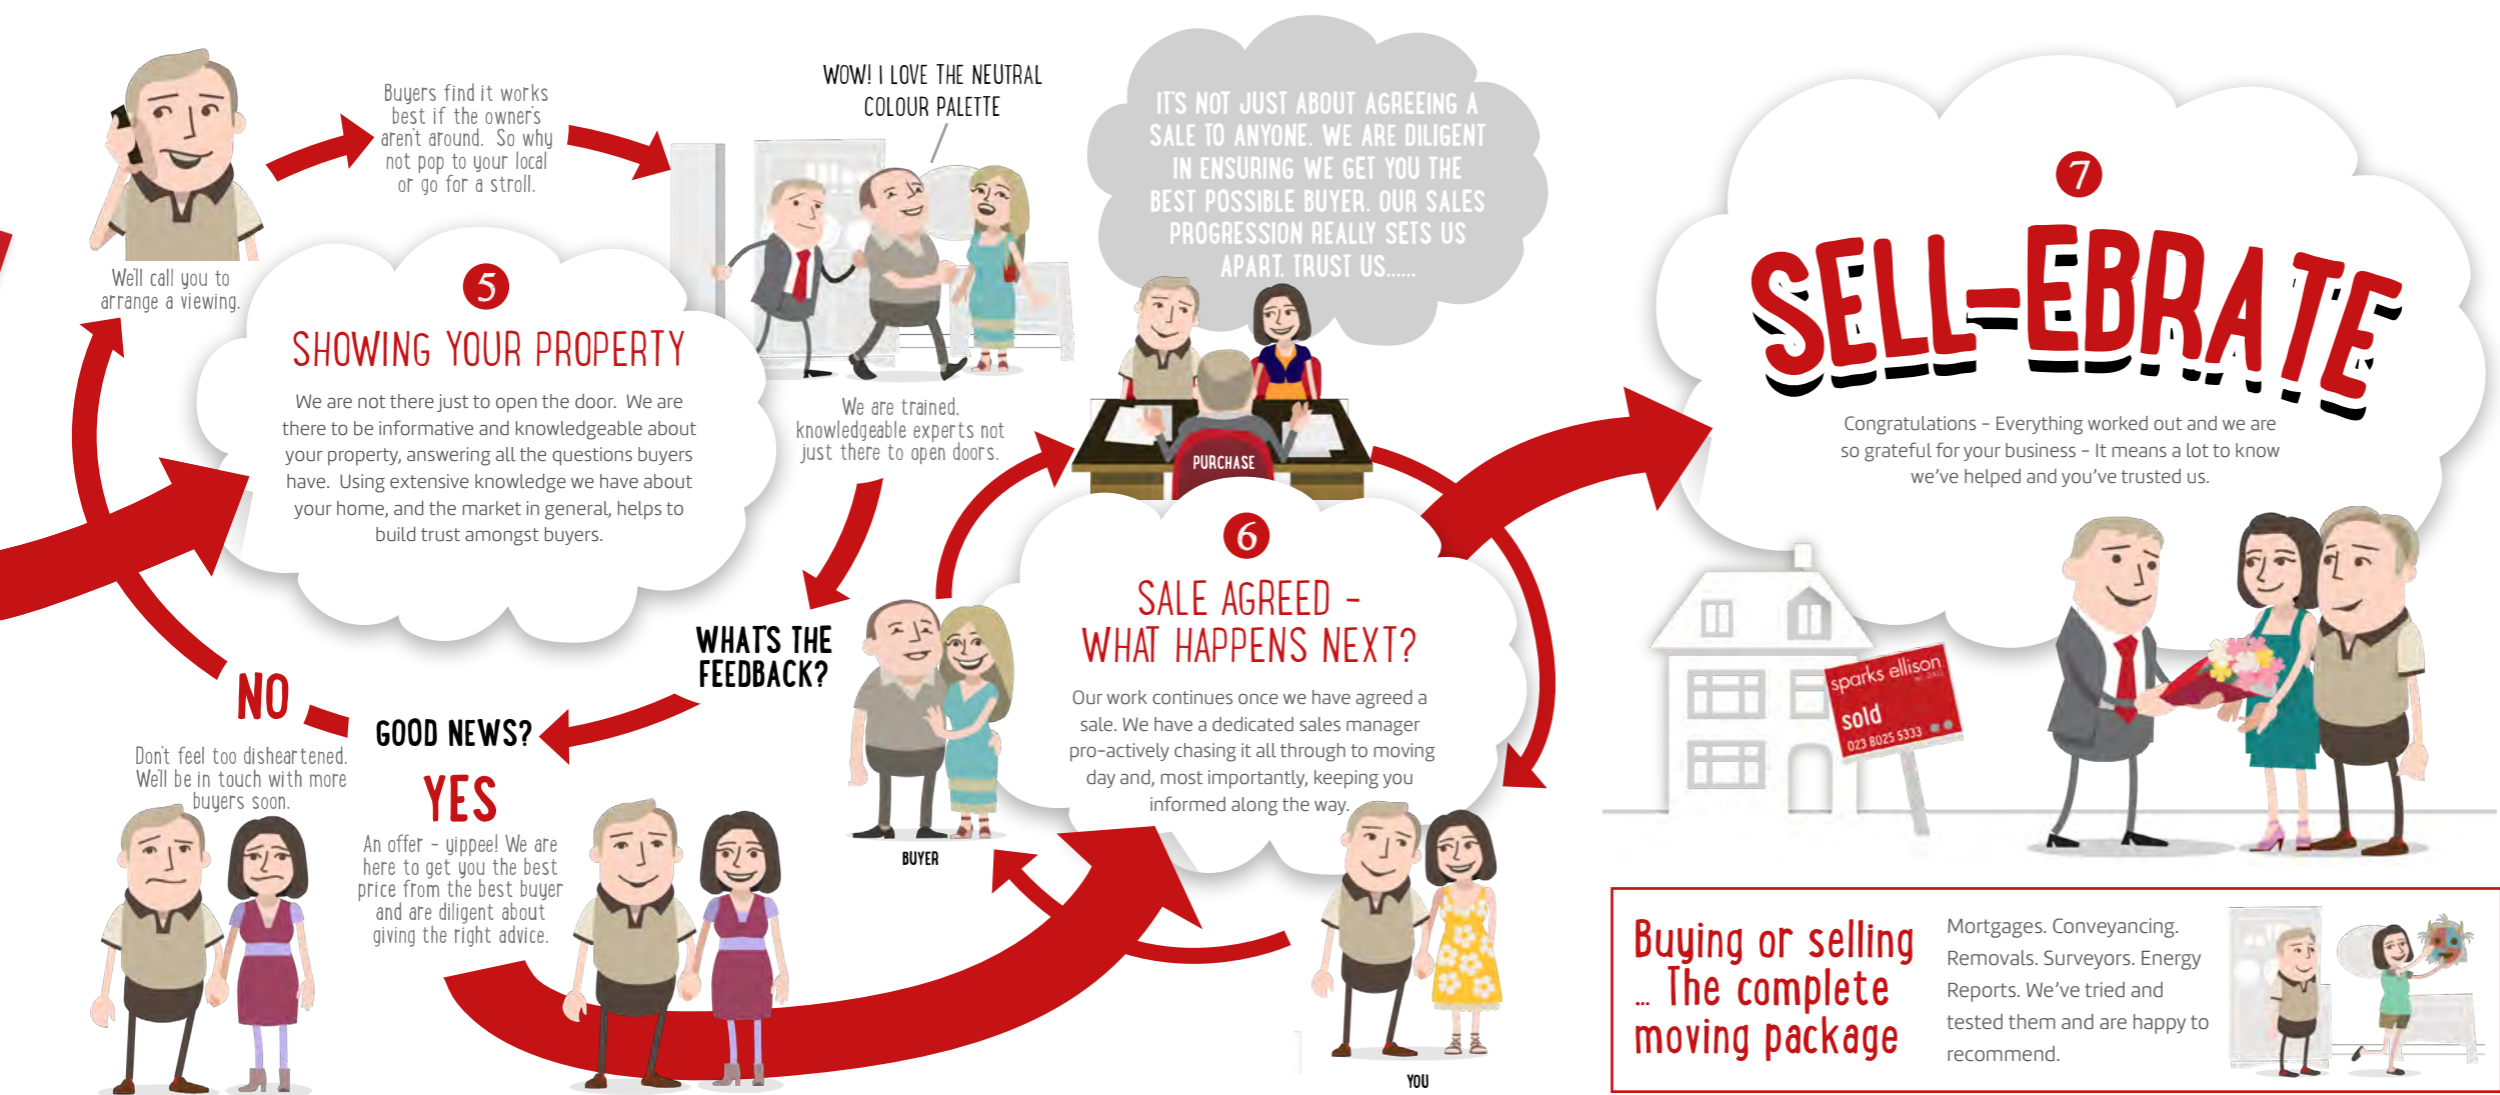 We'll call you to
arrange a viewing.
Buyers find it works
best if the owner's
aren't around. So why
not pop to your local
or go for a stroll.
WOW! I LOVE THE NEUTRAL
COLOUR PALETTE
5
SHOWING YOUR PROPERTY
We are not there just to open the door. We are
there to be informative and knowledgeable about
your property, answering all the questions buyers
have. Using extensive knowledge we have about
your home, and the market in general, helps to
build trust amongst buyers.
We are trained,
knowledgeable experts not
just there to open doors.
WHAT'S THE
FEEDBACK?
GOOD NEWS?
NO
Don't feel too disheartened.
We'll be in touch with more
buyers soon.
YES
An offer - yippee! We are
here to get you the best
price from the best buyer
and are diligent about
giving the right advice.
IT'S NOT JUST ABOUT AGREEING A
SALE TO ANYONE. WE ARE DILIGENT
IN ENSURING WE GET YOU THE
BEST POSSIBLE BUYER. OUR SALES
PROGRESSION REALLY SETS US
APART. TRUST US......
PURCHASE
6
SALE AGREED -
WHAT HAPPENS NEXT?
Our work continues once we have agreed a
sale. We have a dedicated sales manager
pro-actively chasing it all through to moving
day and, most importantly, keeping you
informed along the way.
BUYER
YOU
7
SELL-EBRATE
Congratulations - Everything worked out and we are
so grateful for your business - It means a lot to know
we've helped and you've trusted us.
sparks ellison
sold
023 8025 5333
Buying or selling
... The complete
moving package
Mortgages. Conveyancing.
Removals. Surveyors. Energy
Reports. We've tried and
tested them and are happy to
recommend.